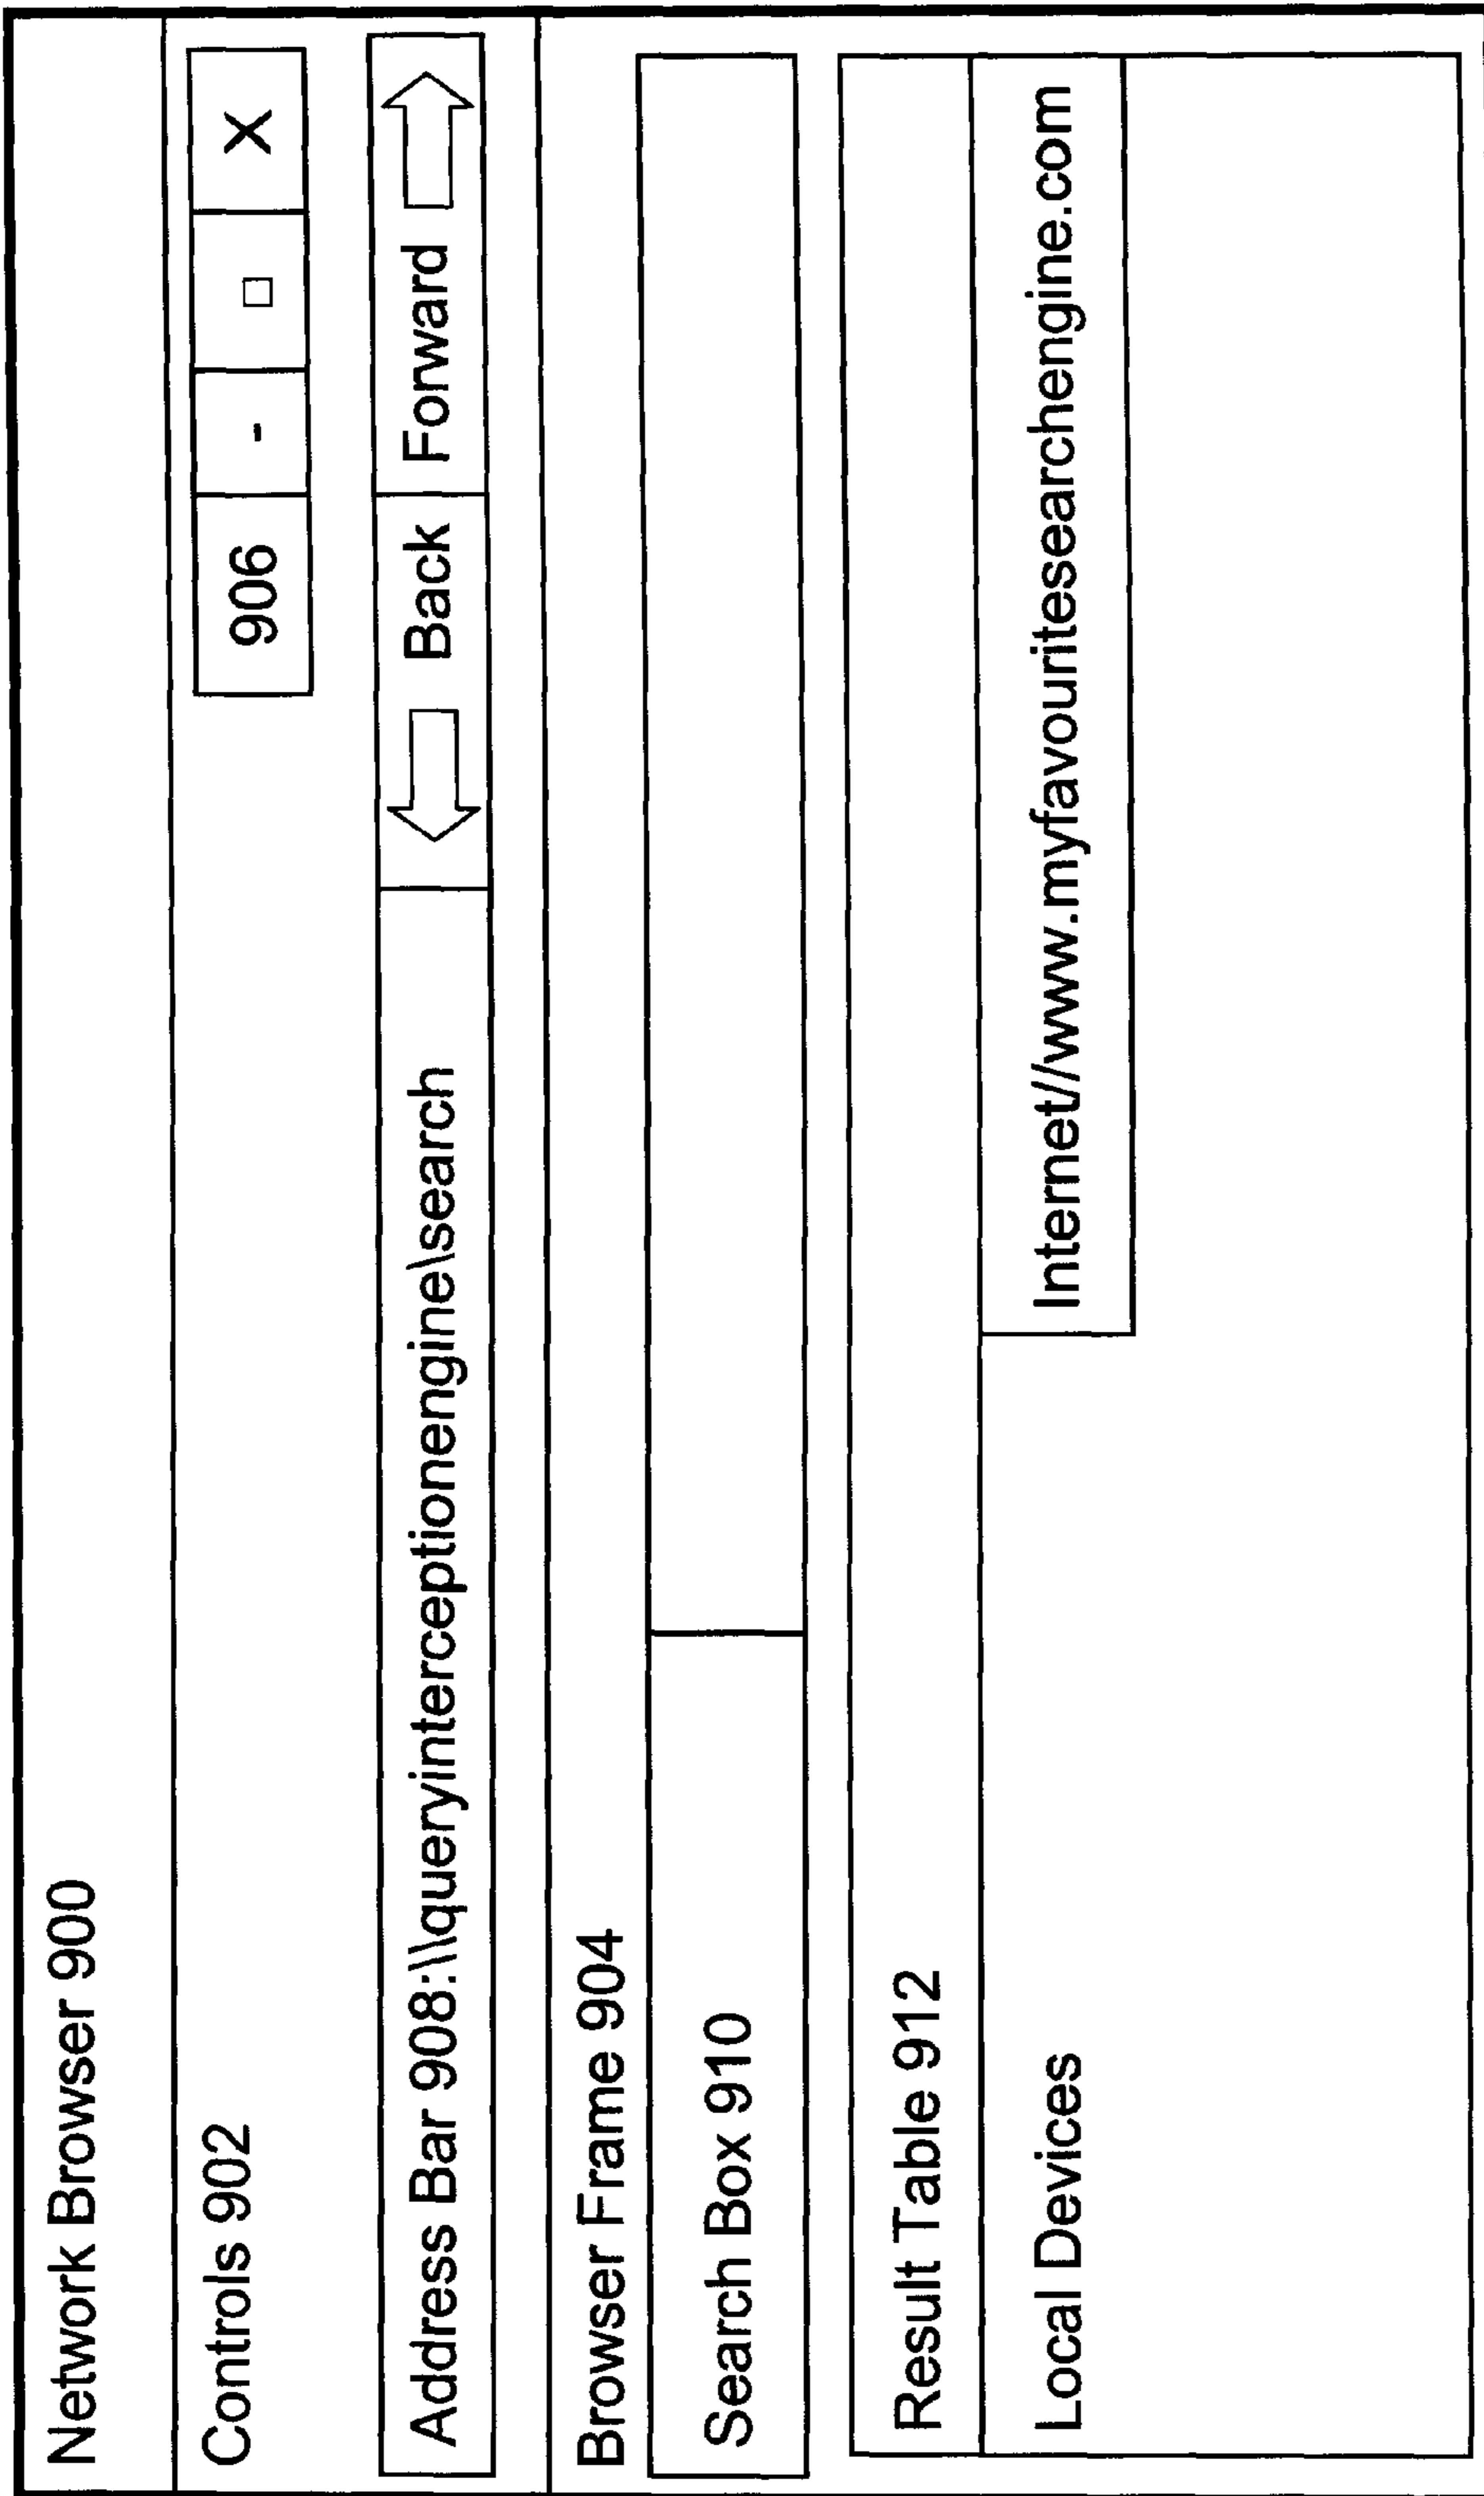 Network Browser 900
Controls 902
906 - □ X
Address Bar 908:\\queryinterceptionengine\search Back Forward
Browser Frame 904
Search Box 910
Result Table 912
Local Devices Internet//www.myfavouritesearchengine.com